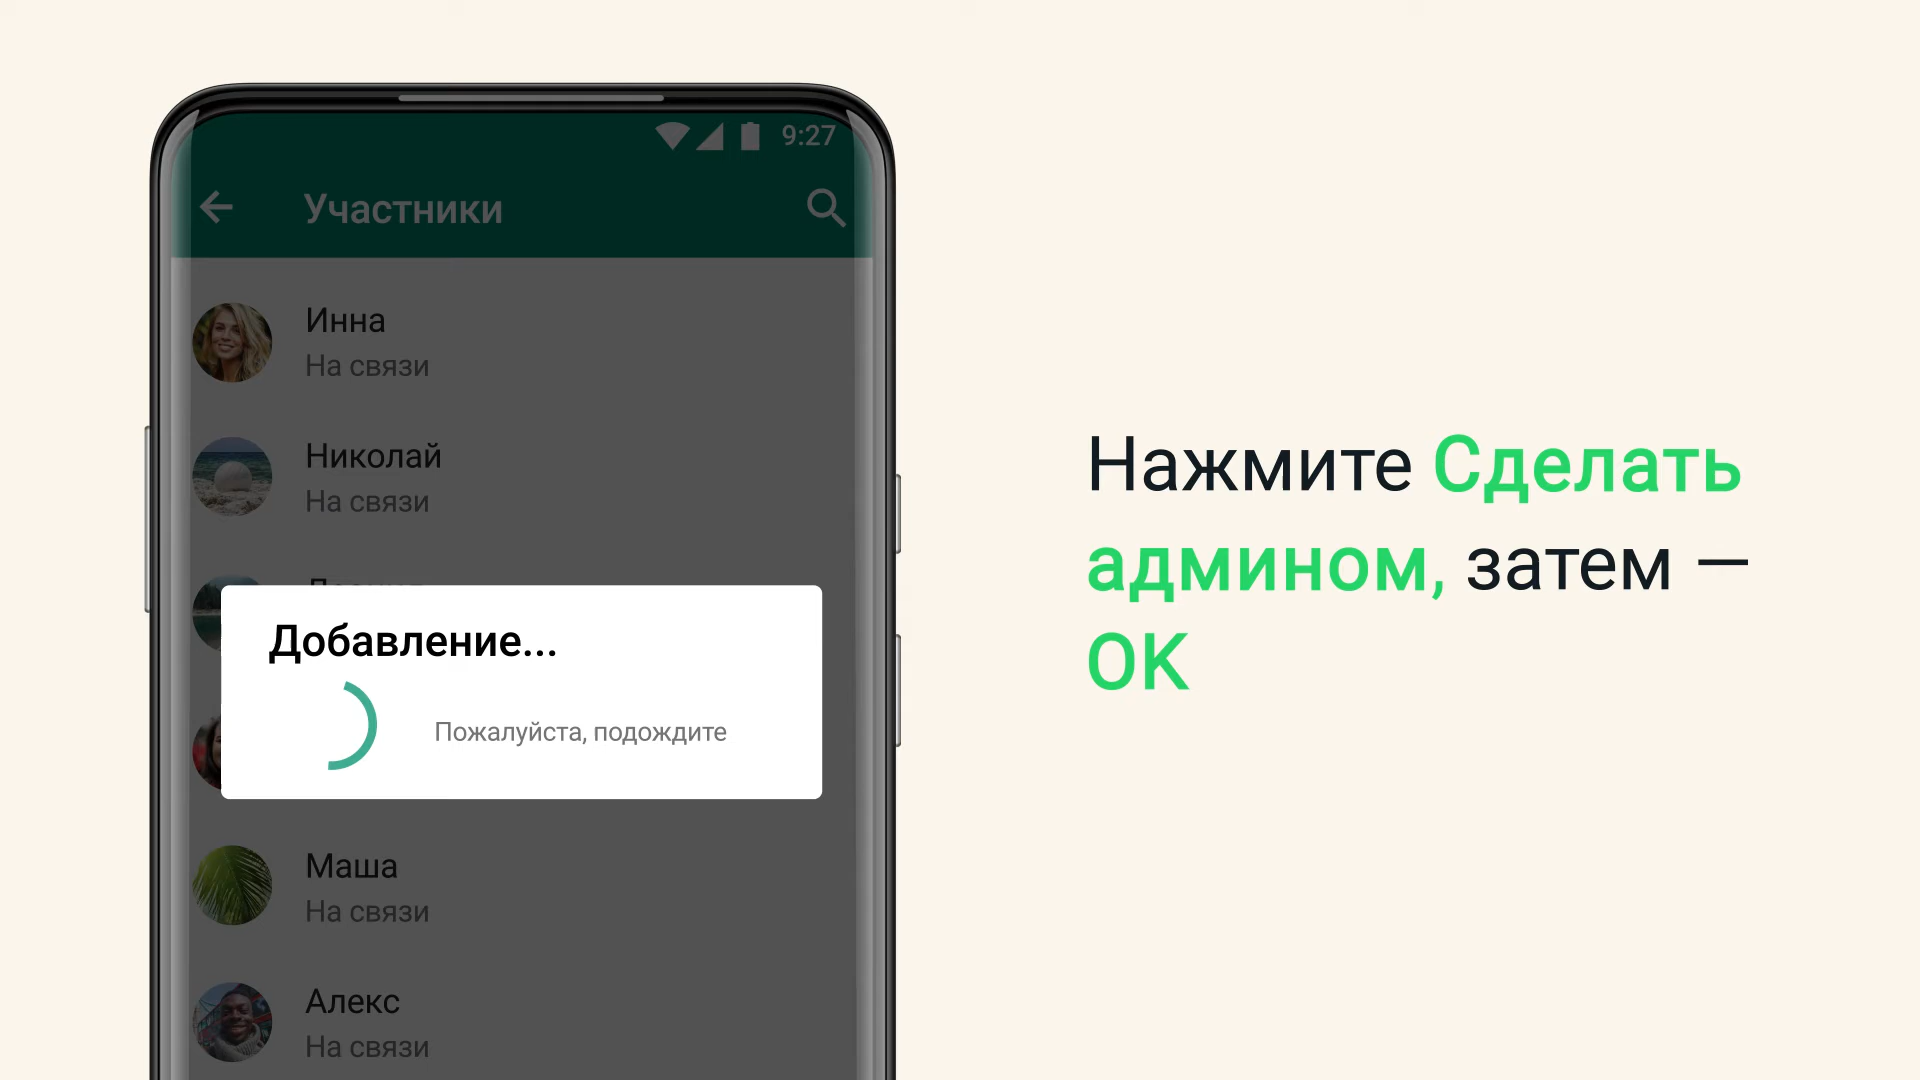 9:27
Участники
Инна
На связи
Николай
На связи
Добавление...
Пожалуйста, подождите
Маша
На связи
Алекс
На связи
Нажмите Сделать
админом, затем —
ОК